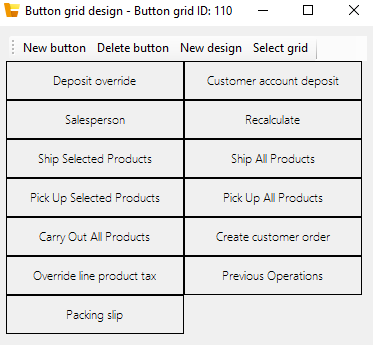 Button grid design - Button grid ID: 110
New button Delete button New design Select grid
Deposit override Customer account deposit
Salesperson Recalculate
Ship Selected Products Ship All Products
Pick Up Selected Products Pick Up All Products
Carry Out All Products Create customer order
Override line product tax Previous Operations
Packing slip